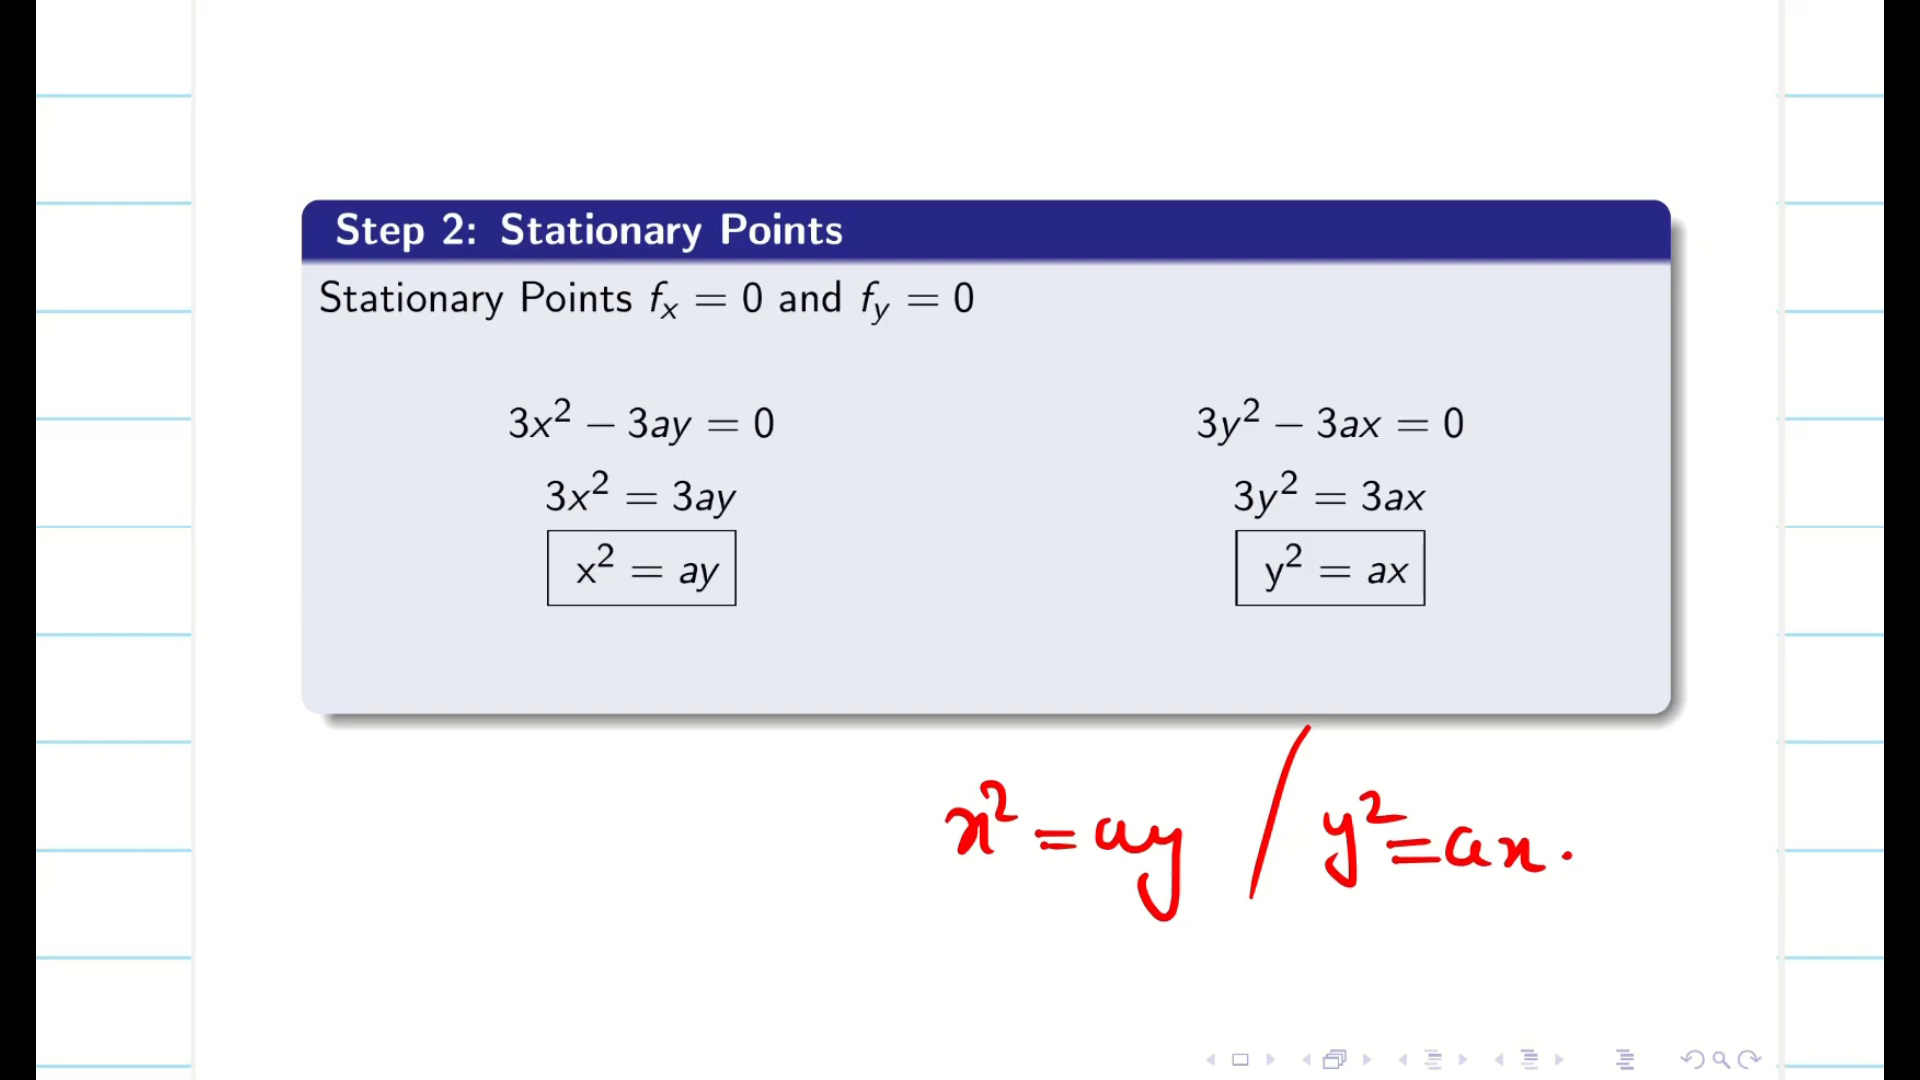 Step 2: Stationary Points
Stationary Points fₓ = 0 and f_y = 0
3x² − 3ay = 0
3x² = 3ay
x² = ay
3y² − 3ax = 0
3y² = 3ax
y² = ax
x² = ay / y² = ax.